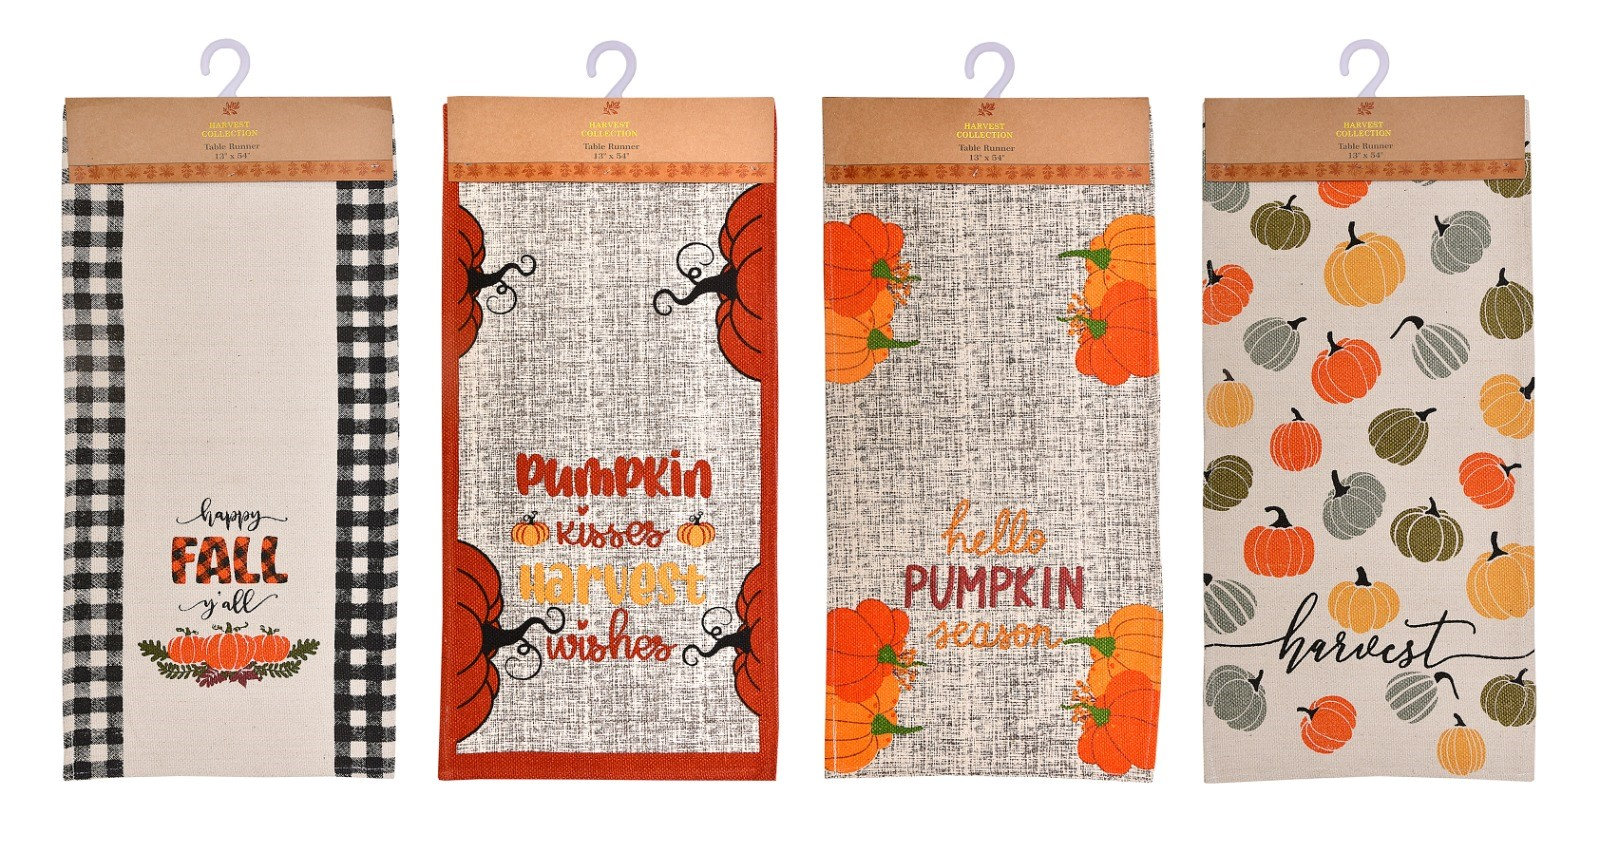 HARVEST
COLLECTION
Table Runner
13" x 54"
happy
FALL
y'all
HARVEST
COLLECTION
Table Runner
13" x 54"
pumpkin
kisses
Harvest
wishes
HARVEST
COLLECTION
Table Runner
13" x 54"
hello
PUMPKIN
season
HARVEST
COLLECTION
Table Runner
13" x 54"
harvest